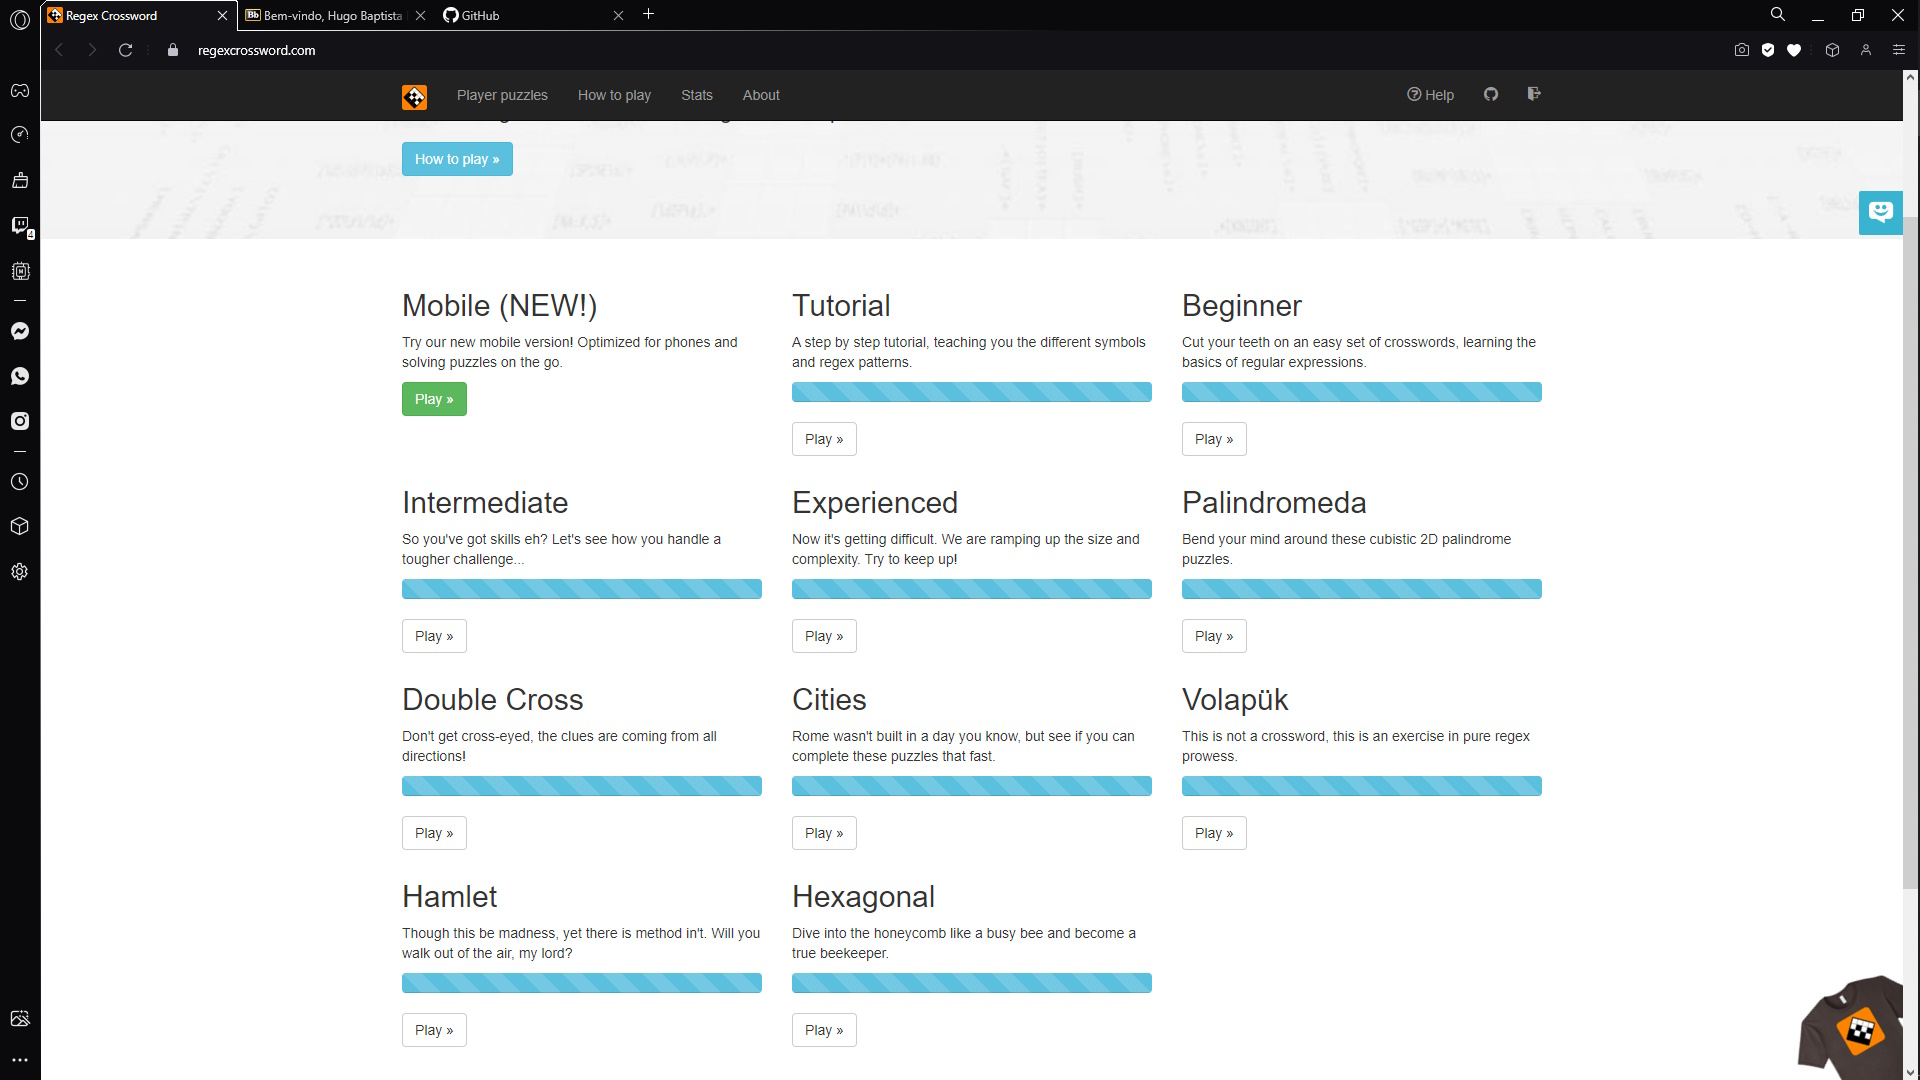 Regex Crossword
Bem-vindo, Hugo Baptista
GitHub
regexcrossword.com
4
Player puzzles
How to play
Stats
About
Help
How to play »
Mobile (NEW!)
Try our new mobile version! Optimized for phones and
solving puzzles on the go.
Play »
Tutorial
A step by step tutorial, teaching you the different symbols
and regex patterns.
Play »
Beginner
Cut your teeth on an easy set of crosswords, learning the
basics of regular expressions.
Play »
Intermediate
So you've got skills eh? Let's see how you handle a
tougher challenge...
Play »
Experienced
Now it's getting difficult. We are ramping up the size and
complexity. Try to keep up!
Play »
Palindromeda
Bend your mind around these cubistic 2D palindrome
puzzles.
Play »
Double Cross
Don't get cross-eyed, the clues are coming from all
directions!
Play »
Cities
Rome wasn't built in a day you know, but see if you can
complete these puzzles that fast.
Play »
Volapük
This is not a crossword, this is an exercise in pure regex
prowess.
Play »
Hamlet
Though this be madness, yet there is method in't. Will you
walk out of the air, my lord?
Play »
Hexagonal
Dive into the honeycomb like a busy bee and become a
true beekeeper.
Play »